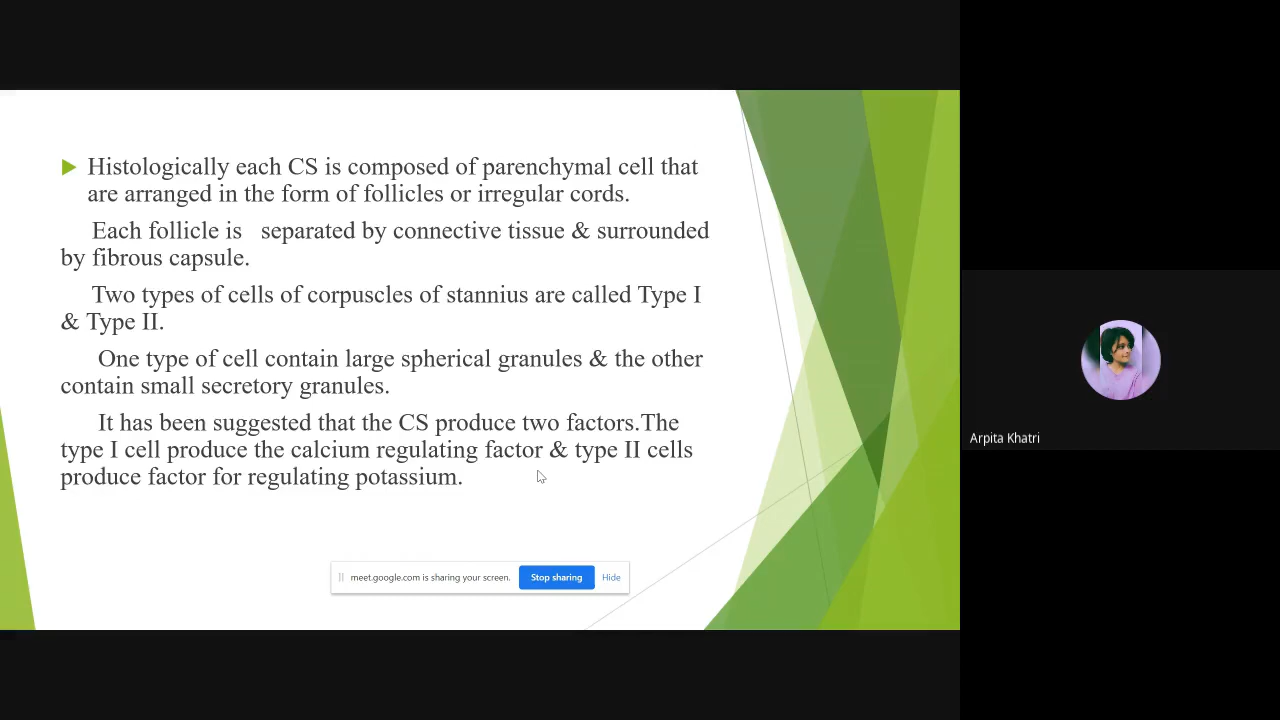 Histologically each CS is composed of parenchymal cell that
are arranged in the form of follicles or irregular cords.
Each follicle is   separated by connective tissue & surrounded
by fibrous capsule.
Two types of cells of corpuscles of stannius are called Type I
& Type II.
One type of cell contain large spherical granules & the other
contain small secretory granules.
It has been suggested that the CS produce two factors.The
type I cell produce the calcium regulating factor & type II cells
produce factor for regulating potassium.
meet.google.com is sharing your screen. Stop sharing Hide
Arpita Khatri